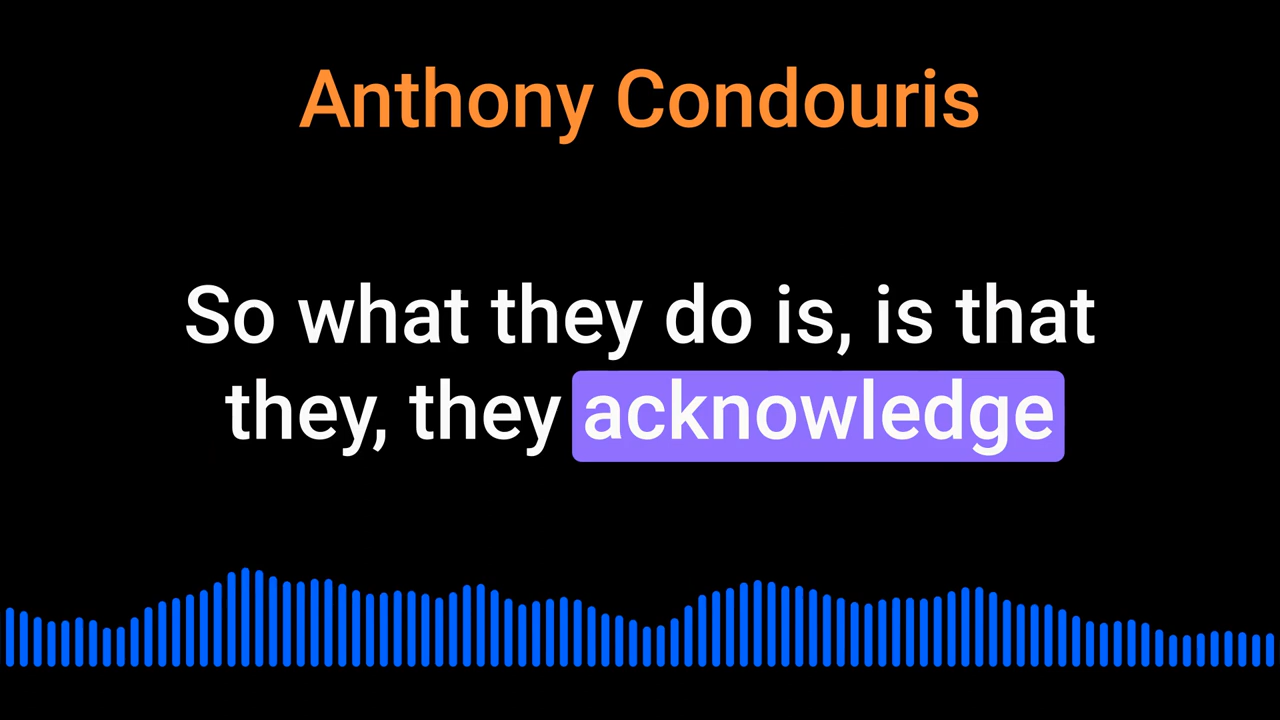 Anthony Condouris
So what they do is, is that
they, they acknowledge